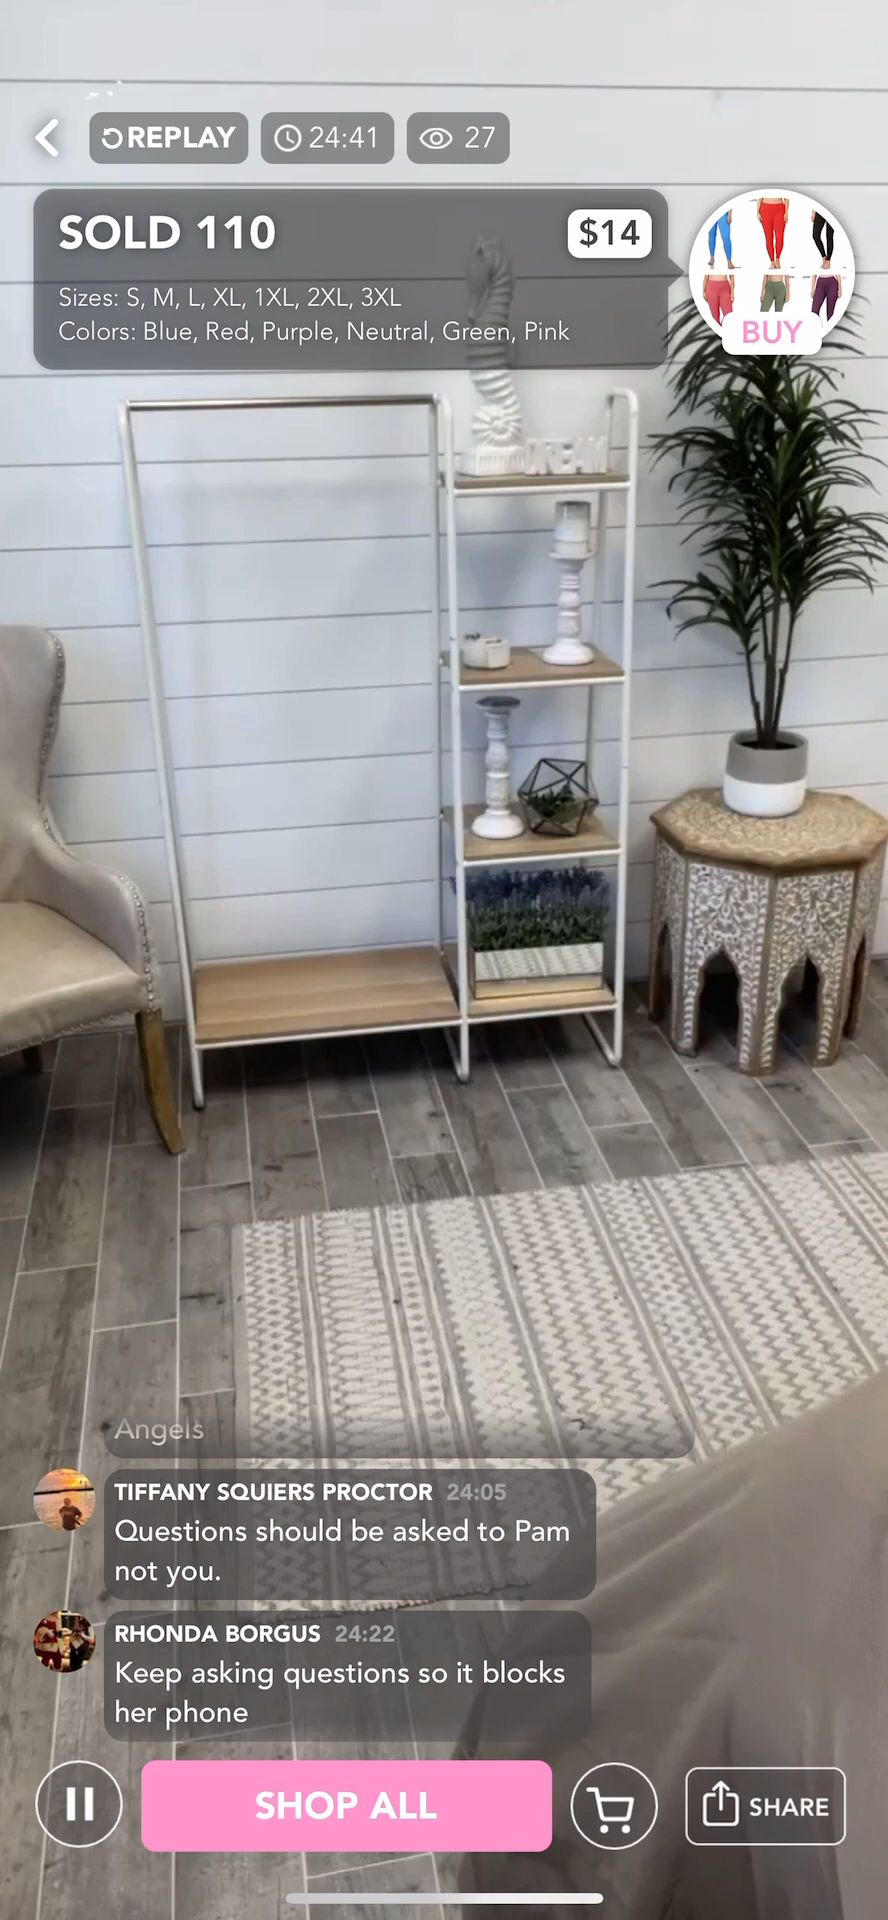 REPLAY 24:41 27
SOLD 110 $14
Sizes: S, M, L, XL, 1XL, 2XL, 3XL
Colors: Blue, Red, Purple, Neutral, Green, Pink
BUY
Angels
TIFFANY SQUIERS PROCTOR 24:05
Questions should be asked to Pam
not you.
RHONDA BORGUS 24:22
Keep asking questions so it blocks
her phone
SHOP ALL
SHARE